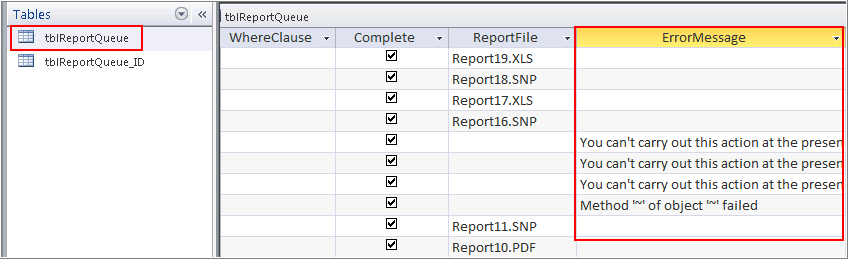 Tables
tblReportQueue
tblReportQueue_ID
tblReportQueue
WhereClause Complete ReportFile ErrorMessage
Report19.XLS
Report18.SNP
Report17.XLS
Report16.SNP
You can't carry out this action at the presen
You can't carry out this action at the presen
You can't carry out this action at the presen
Method '~' of object '~' failed
Report11.SNP
Report10.PDF